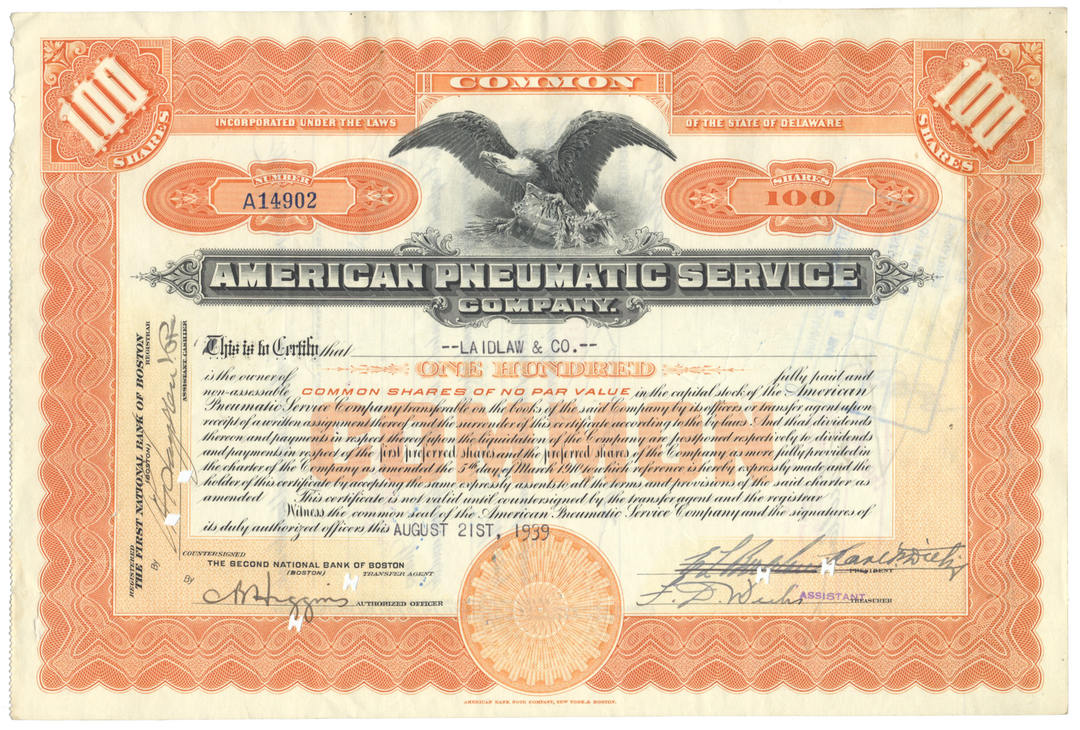 COMMON
100 SHARES
INCORPORATED UNDER THE LAWS OF THE STATE OF DELAWARE
100 SHARES
NUMBER
A14902
SHARES
100
AMERICAN PNEUMATIC SERVICE
COMPANY.
This is to Certify that --LAIDLAW & CO.--
is the owner of ONE HUNDRED fully paid and
non-assessable COMMON SHARES OF NO PAR VALUE in the capital stock of the American
Pneumatic Service Company transferable on the books of the said Company by its officers or transfer agent upon
receipt of a written assignment thereof and the surrender of this certificate according to the by laws. And that dividends
thereon and payments in respect thereof upon the liquidation of the Company are postponed respectively to dividends
and payments in respect of the first preferred shares and the preferred shares of the Company as more fully provided in
the charter of the Company as amended the 5th day of March 1910 to which reference is hereby expressly made and the
holder of this certificate by accepting the same expressly assents to all the terms and provisions of the said charter as
amended This certificate is not valid until countersigned by the transfer agent and the registrar
Witness the common seal of the American Pneumatic Service Company and the signatures of
its duly authorized officers this AUGUST 21ST, 1939
COMMON
COUNTERSIGNED
THE SECOND NATIONAL BANK OF BOSTON
(BOSTON) TRANSFER AGENT
By Higgins AUTHORIZED OFFICER
PRESIDENT
F. D. ASSISTANT TREASURER
REGISTERED
THE FIRST NATIONAL BANK OF BOSTON
(BOSTON) REGISTRAR
By
ASSISTANT CASHIER
AMERICAN BANK NOTE COMPANY, NEW YORK & BOSTON.